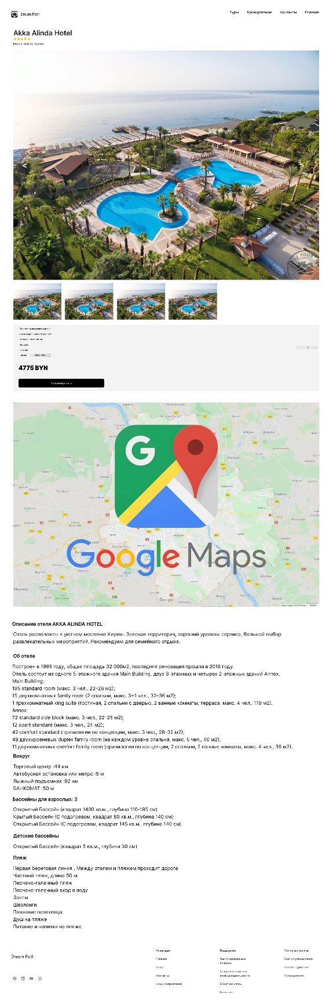 Dream Path
Туры
Бронирование
Контакты
Главная
Akka Alinda Hotel
Кириш, Кемер, Турция
<
>
4775 BYN
Забронировать
Google Maps
Описание отеля AKKA ALINDA HOTEL
Отель расположен в уютном местечке Кириш. Зеленая территория, хороший уровень сервиса, большой выбор
развлекательных мероприятий. Рекомендуем для семейного отдыха.
Об отеле
Построен в 1995 году, общая площадь 32 000м2, последняя реновация прошла в 2018 году.
Отель состоит из одного 5-этажного здания Main Building, двух 3-этажных и четырех 2-этажных зданий Annex.
Main Building:
195 standard room (макс. 3 чел., 22–26 м2);
15 двухкомнатных family room (2 спальни, макс. 3+1 чел., 32–36 м2);
1 трехкомнатный king suite (гостиная, 2 спальни с дверью, 2 ванные комнаты, терраса, макс. 4 чел., 110 м2).
Annex:
72 standard side block (макс. 3 чел., 22–25 м2);
12 apart standard (макс. 3 чел., 24 м2);
42 comfort standard (привилегии по концепции, макс. 3 чел., 28–32 м2);
49 двухуровневых duplex family room (на каждом уровне спальня, макс. 5 чел., 40 м2);
11 двухкомнатных comfort family room (привилегии по концепции, 2 спальни, 2 ванные комнаты, макс. 4 чел., 36 м2).
Вокруг
Торговый центр :44 км
Автобусная остановка или метро :5 м
Лыжный подъемник :92 км
БАНКОМАТ :50 м
Бассейны для взрослых: 3
Открытый Бассейн (квадрат 1400 кв.м., глубина 110-185 см)
Крытый Бассейн (С подогревом, квадрат 80 кв.м., глубина 140 см)
Открытый Бассейн (С подогревом, квадрат 145 кв.м., глубина 140 см)
Детские бассейны
Открытый Бассейн (квадрат 5 кв.м., глубина 30 см)
Пляж
Первая береговая линия , Между отелем и пляжем проходит дорога
Частный пляж, длина 50 м
Песчано-галечный пляж
Песчано-галечный вход в воду
Зонты
Шезлонги
Пляжные полотенца
Душ на пляже
Питание и напитки на пляже
Dream Path
Навигация
Главная
О нас
Контакты
Наши направления
Поддержка
Часто задаваемые
вопросы
Условия и политика
конфиденциальности
Обратная связь
Контакты
Полезные ссылки
Блог о путешествиях
Советы туристам
Путеводители